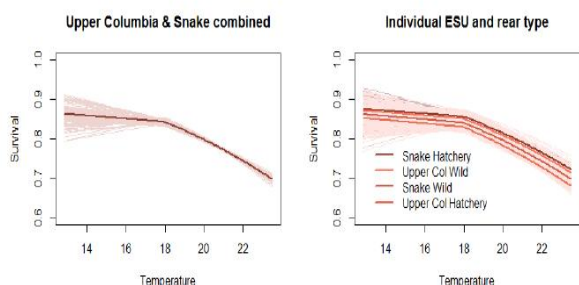 Upper Columbia & Snake combined
Individual ESU and rear type
Survival
1.0
0.9
0.8
0.7
0.6
14 16 18 20 22
Temperature
Survival
1.0
0.9
0.8
0.7
0.6
Snake Hatchery
Upper Col Wild
Snake Wild
Upper Col Hatchery
14 16 18 20 22
Temperature